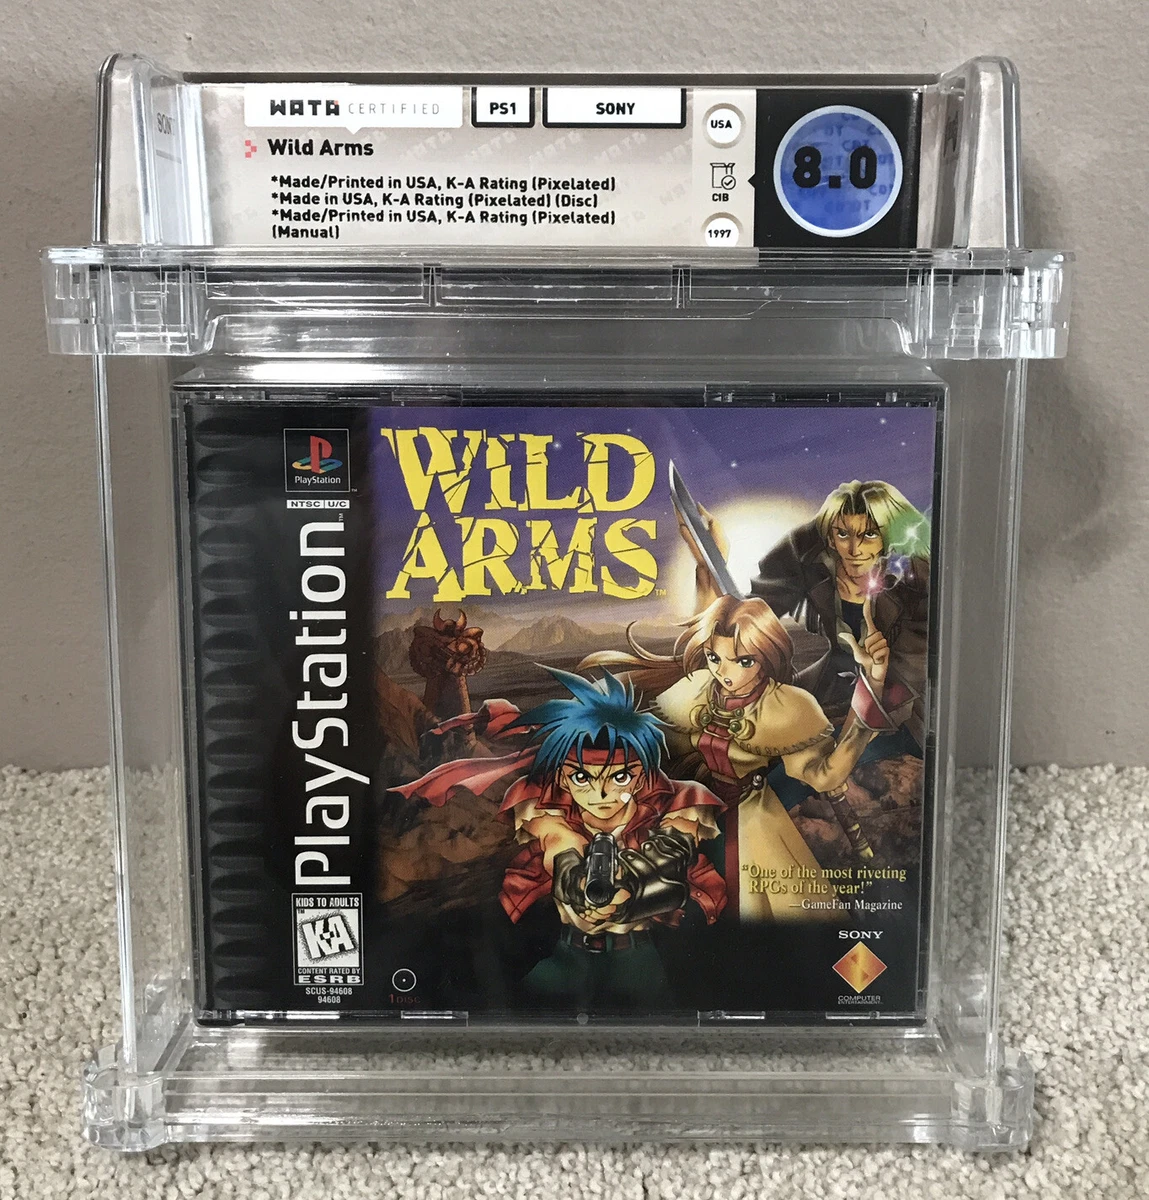 WATA CERTIFIED
PS1
SONY
USA
8.0
Wild Arms
CIB
*Made/Printed in USA, K-A Rating (Pixelated)
*Made in USA, K-A Rating (Pixelated) (Disc)
*Made/Printed in USA, K-A Rating (Pixelated)
(Manual)
1997
PlayStation
NTSC U/C
PlayStation™
WILD
ARMS™
"One of the most riveting
RPGs of the year!"
—GameFan Magazine
KIDS TO ADULTS
K-A
CONTENT RATED BY
ESRB
SCUS-94608
94608
1 DISC
SONY
COMPUTER
ENTERTAINMENT